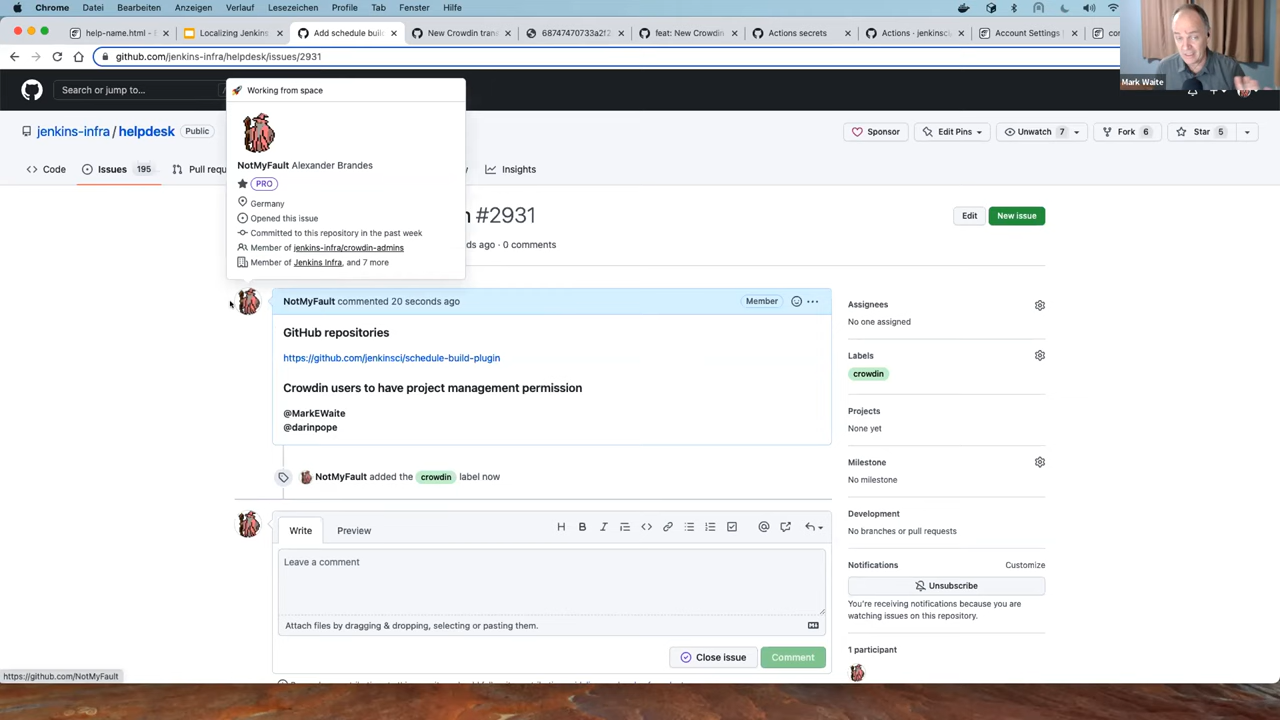 Chrome Datei Bearbeiten Anzeigen Verlauf Lesezeichen Profile Tab Fenster Hilfe
help-name.html - Localizing Jenkins Add schedule buil New Crowdin tran 68747470733a2f2 feat: New Crowdin Actions secrets Actions · jenkinsci Account Settings
github.com/jenkins-infra/helpdesk/issues/2931
Mark Waite
Search or jump to...
Working from space
jenkins-infra / helpdesk Public
Sponsor Edit Pins Unwatch 7 Fork 6 Star 5
NotMyFault Alexander Brandes
Code Issues 195 Pull requ Insights
PRO
Germany
Opened this issue
Committed to this repository in the past week
Member of jenkins-infra/crowdin-admins
Member of Jenkins Infra, and 7 more
#2931
Edit New issue
ds ago · 0 comments
NotMyFault commented 20 seconds ago Member
GitHub repositories
https://github.com/jenkinsci/schedule-build-plugin
Crowdin users to have project management permission
@MarkEWaite
@darinpope
NotMyFault added the crowdin label now
Write Preview
Leave a comment
Attach files by dragging & dropping, selecting or pasting them.
Close issue Comment
Assignees
No one assigned
Labels
crowdin
Projects
None yet
Milestone
No milestone
Development
No branches or pull requests
Notifications Customize
Unsubscribe
You're receiving notifications because you are
watching issues on this repository.
1 participant
https://github.com/NotMyFault